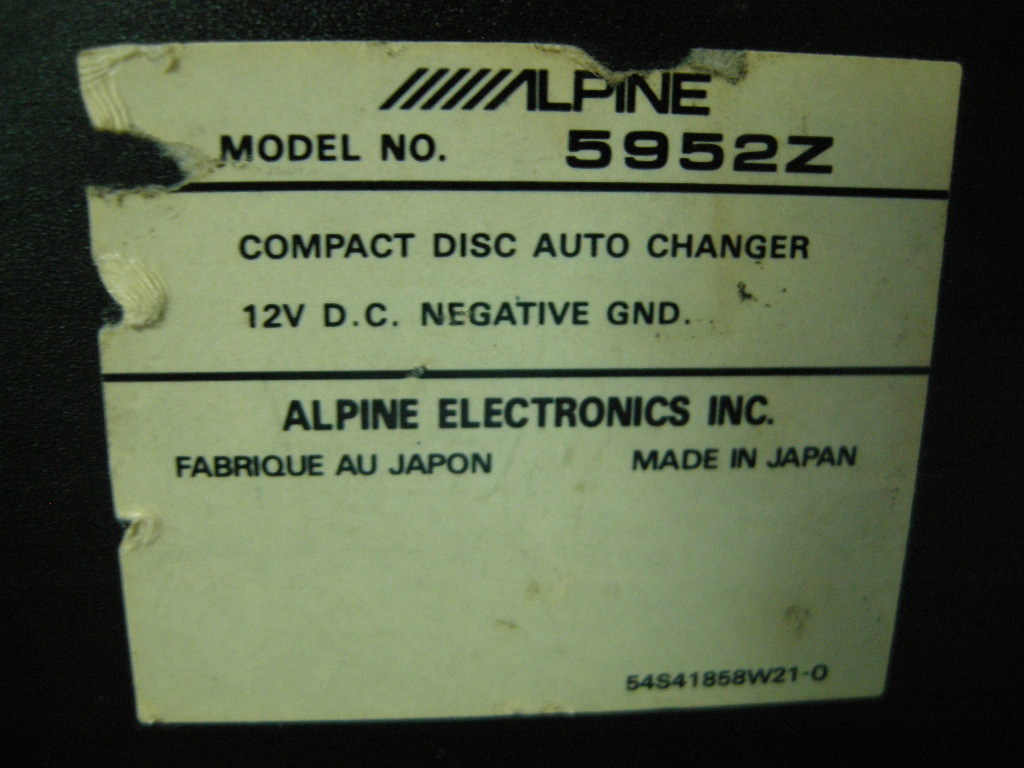 ALPINE
MODEL NO. 5952Z
COMPACT DISC AUTO CHANGER
12V D.C. NEGATIVE GND.
ALPINE ELECTRONICS INC.
FABRIQUE AU JAPON MADE IN JAPAN
54S41858W21-O